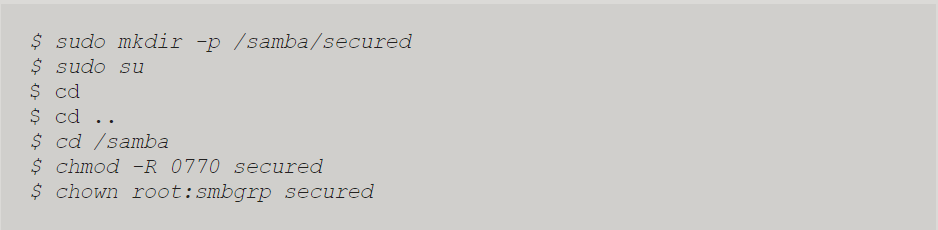 $ sudo mkdir -p /samba/secured
$ sudo su
$ cd
$ cd ..
$ cd /samba
$ chmod -R 0770 secured
$ chown root:smbgrp secured